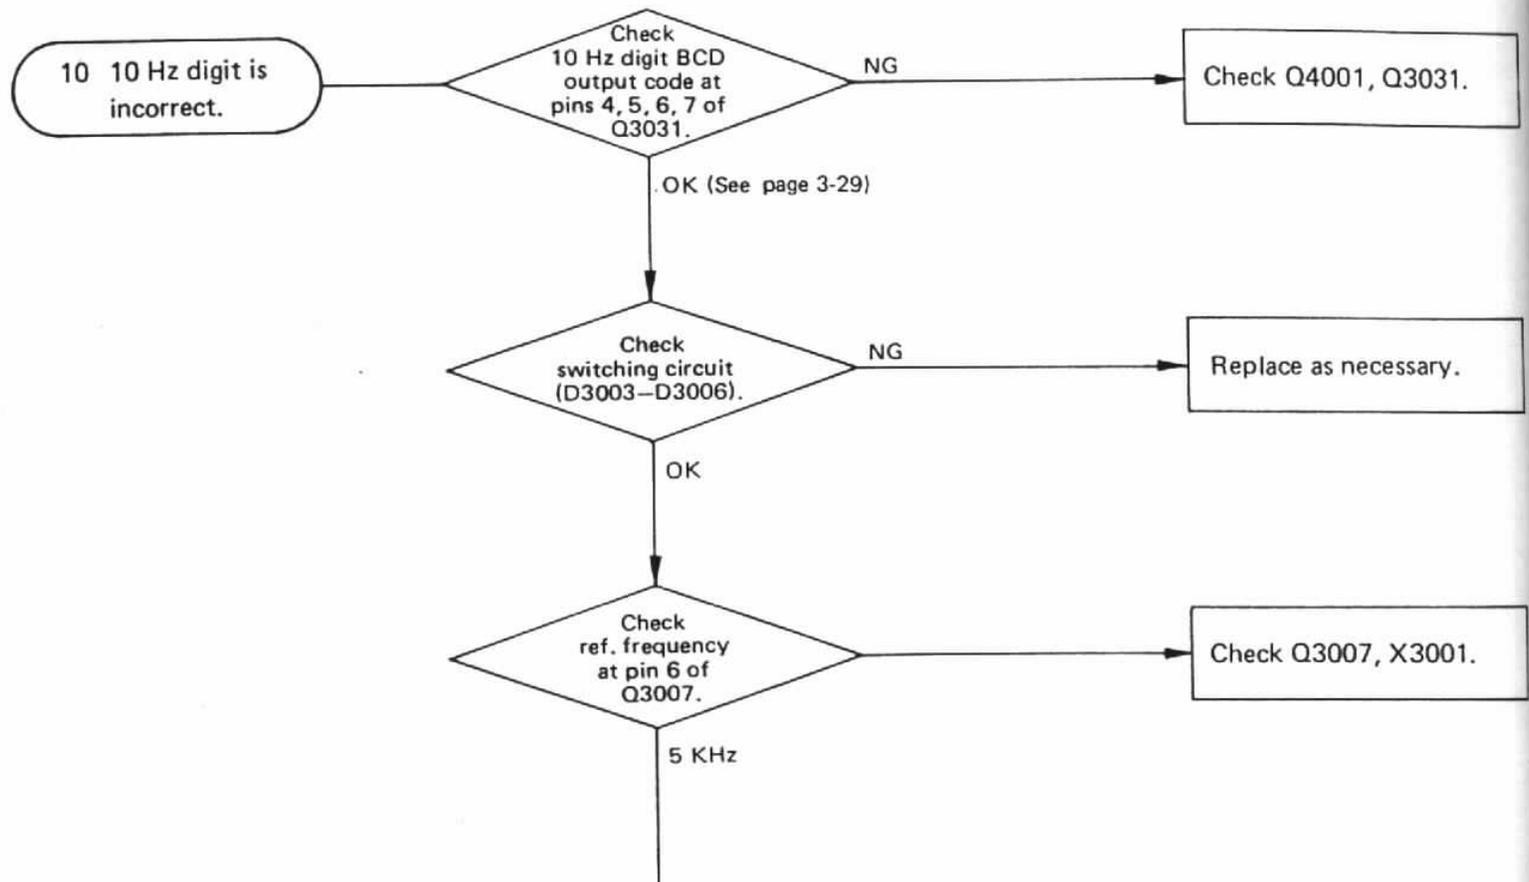 10 10 Hz digit is
incorrect.
Check
10 Hz digit BCD
output code at
pins 4, 5, 6, 7 of
Q3031.
NG
Check Q4001, Q3031.
OK (See page 3-29)
Check
switching circuit
(D3003—D3006).
NG
Replace as necessary.
OK
Check
ref. frequency
at pin 6 of
Q3007.
Check Q3007, X3001.
5 KHz